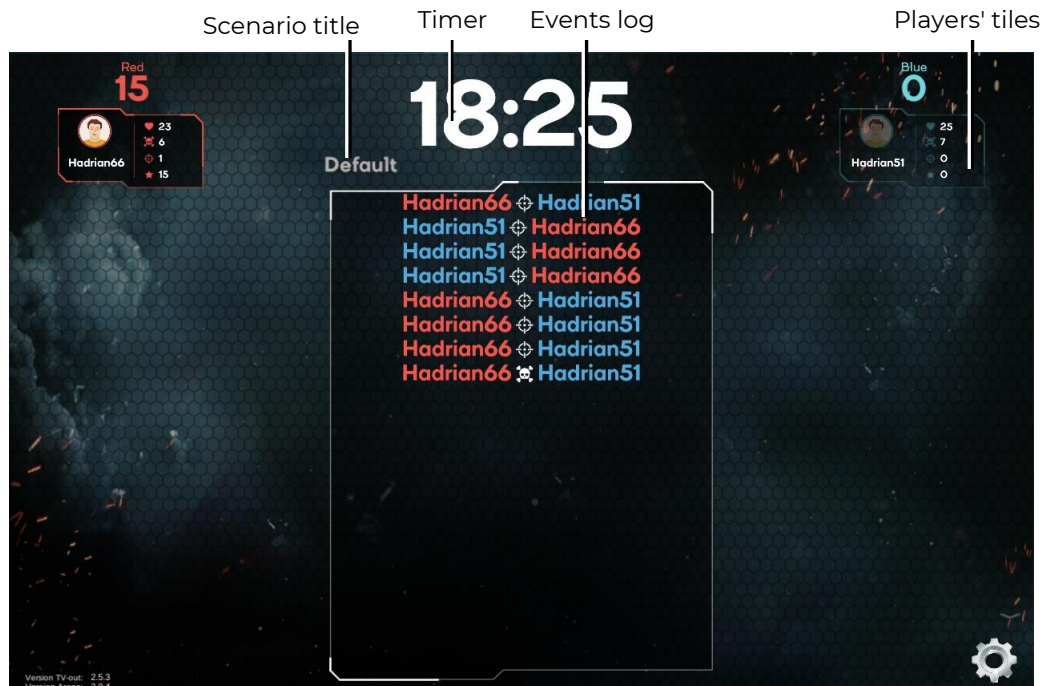 Scenario title Timer Events log Players' tiles
Red
15
18:25
Blue
0
23
6
1
15
Hadrian66
25
7
0
0
Hadrian51
Default
Hadrian66 Hadrian51
Hadrian51 Hadrian66
Hadrian51 Hadrian66
Hadrian51 Hadrian66
Hadrian66 Hadrian51
Hadrian66 Hadrian51
Hadrian66 Hadrian51
Hadrian66 Hadrian51
Version TV-out: 2.5.3